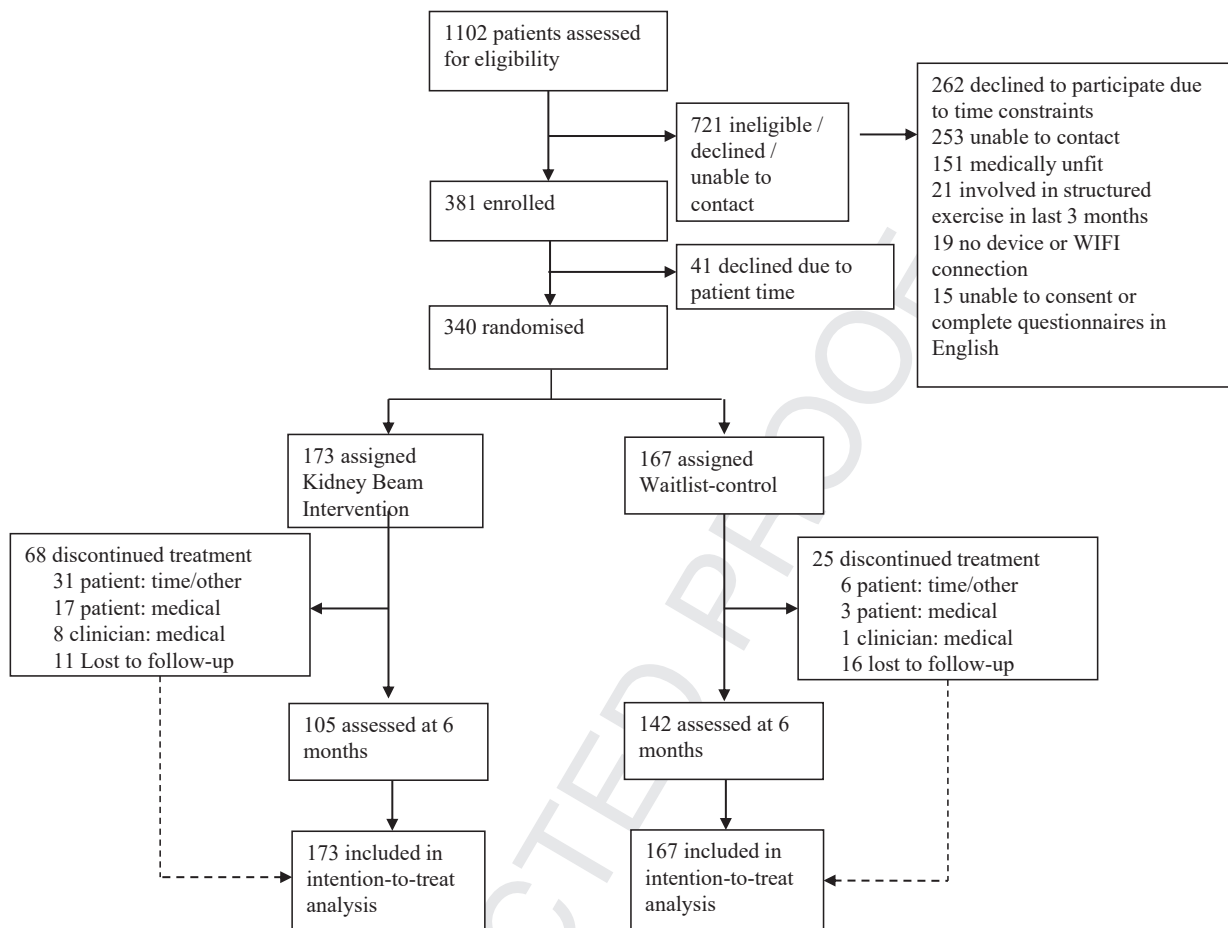 1102 patients assessed
for eligibility
721 ineligible /
declined /
unable to
contact
262 declined to participate due
to time constraints
253 unable to contact
151 medically unfit
21 involved in structured
exercise in last 3 months
19 no device or WIFI
connection
15 unable to consent or
complete questionnaires in
English
381 enrolled
41 declined due to
patient time
340 randomised
173 assigned
Kidney Beam
Intervention
167 assigned
Waitlist-control
68 discontinued treatment
31 patient: time/other
17 patient: medical
8 clinician: medical
11 Lost to follow-up
25 discontinued treatment
6 patient: time/other
3 patient: medical
1 clinician: medical
16 lost to follow-up
105 assessed at 6
months
142 assessed at 6
months
173 included in
intention-to-treat
analysis
167 included in
intention-to-treat
analysis